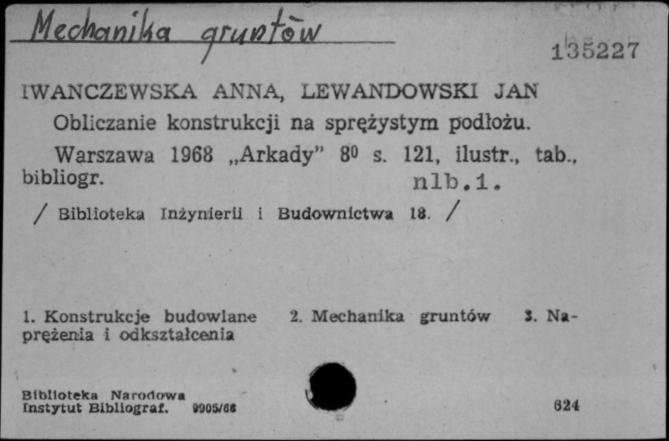 Mechanika gruntów
135227
IWANCZEWSKA ANNA, LEWANDOWSKI JAN
Obliczanie konstrukcji na sprężystym podłożu.
Warszawa 1968 „Arkady” 8⁰ s. 121, ilustr., tab.,
bibliogr. nlb.1.
/ Biblioteka Inżynierii i Budownictwa 18. /
1. Konstrukcje budowlane 2. Mechanika gruntów 3. Na-
prężenia i odkształcenia
Biblioteka Narodowa
Instytut Bibliograf. 9905/68
624